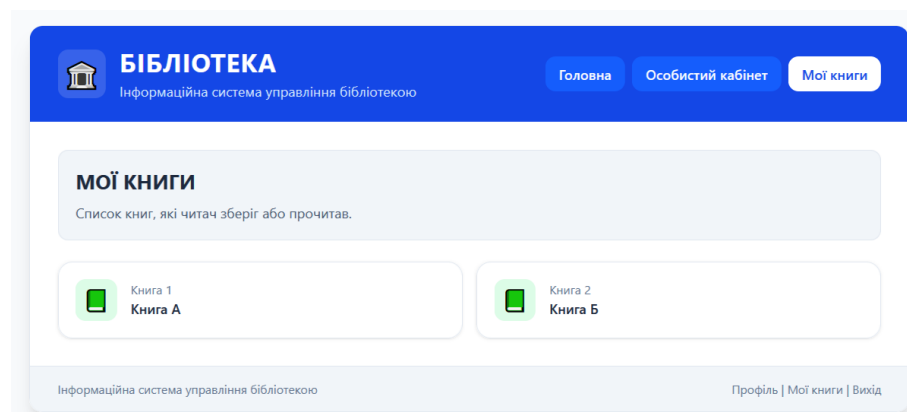 БІБЛІОТЕКА
Інформаційна система управління бібліотекою
Головна
Особистий кабінет
Мої книги
МОЇ КНИГИ
Список книг, які читач зберіг або прочитав.
Книга 1
Книга А
Книга 2
Книга Б
Інформаційна система управління бібліотекою
Профіль | Мої книги | Вихід